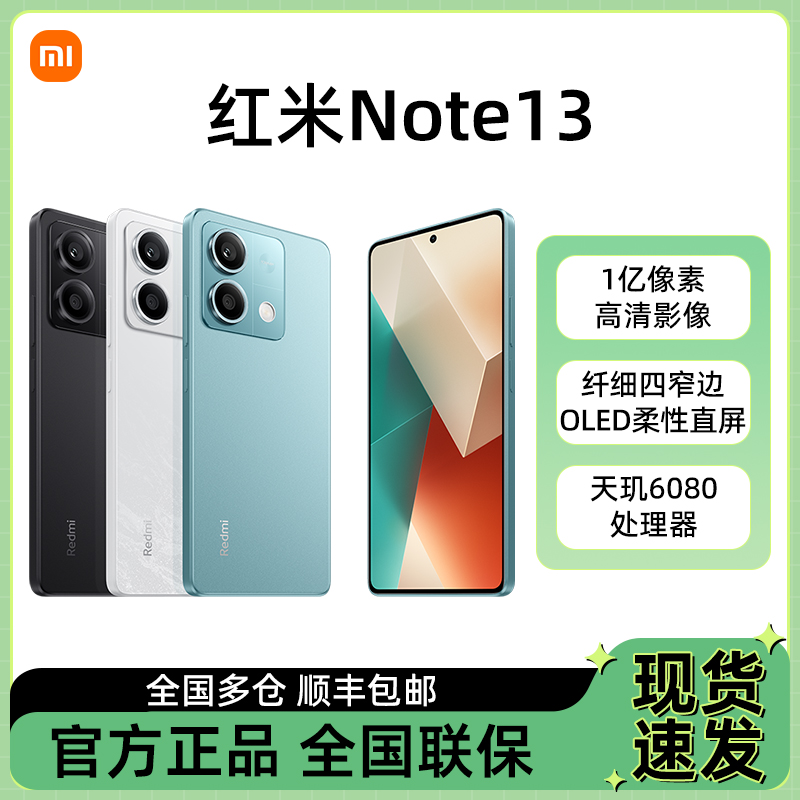 mi
红米Note13
Redmi
Redmi
Redmi
1亿像素
高清影像
纤细四窄边
OLED柔性直屏
天玑6080
处理器
全国多仓 顺丰包邮
官方正品 全国联保
现货
速发